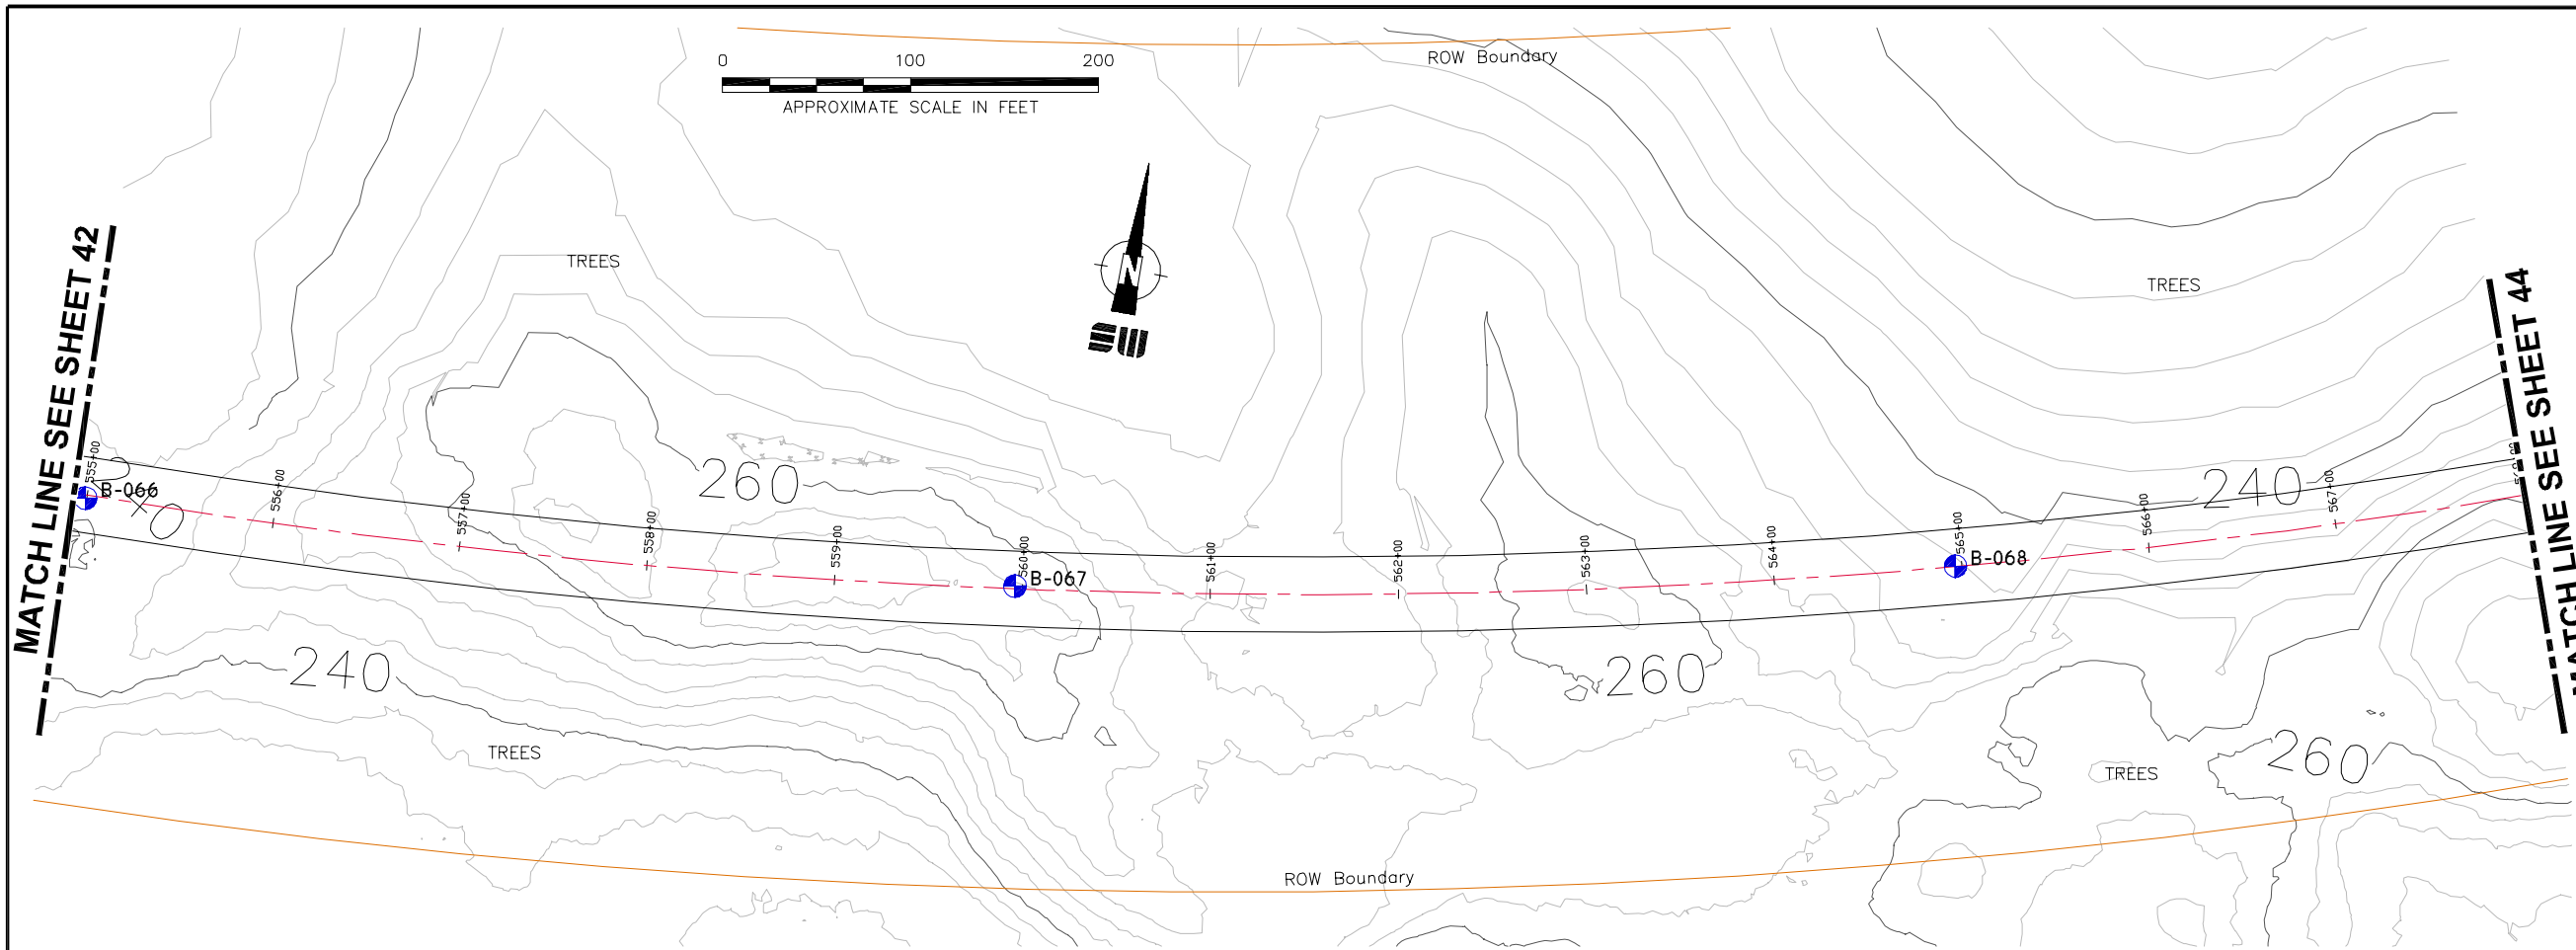 0 100 200
APPROXIMATE SCALE IN FEET
ROW Boundary
N
TREES
TREES
MATCH LINE SEE SHEET 42
MATCH LINE SEE SHEET 44
555+00
B-066
556+00
557+00
558+00
260
559+00
560+00
B-067
561+00
562+00
563+00
564+00
565+00
B-068
566+00
240
567+00
240
260
TREES
260
TREES
ROW Boundary